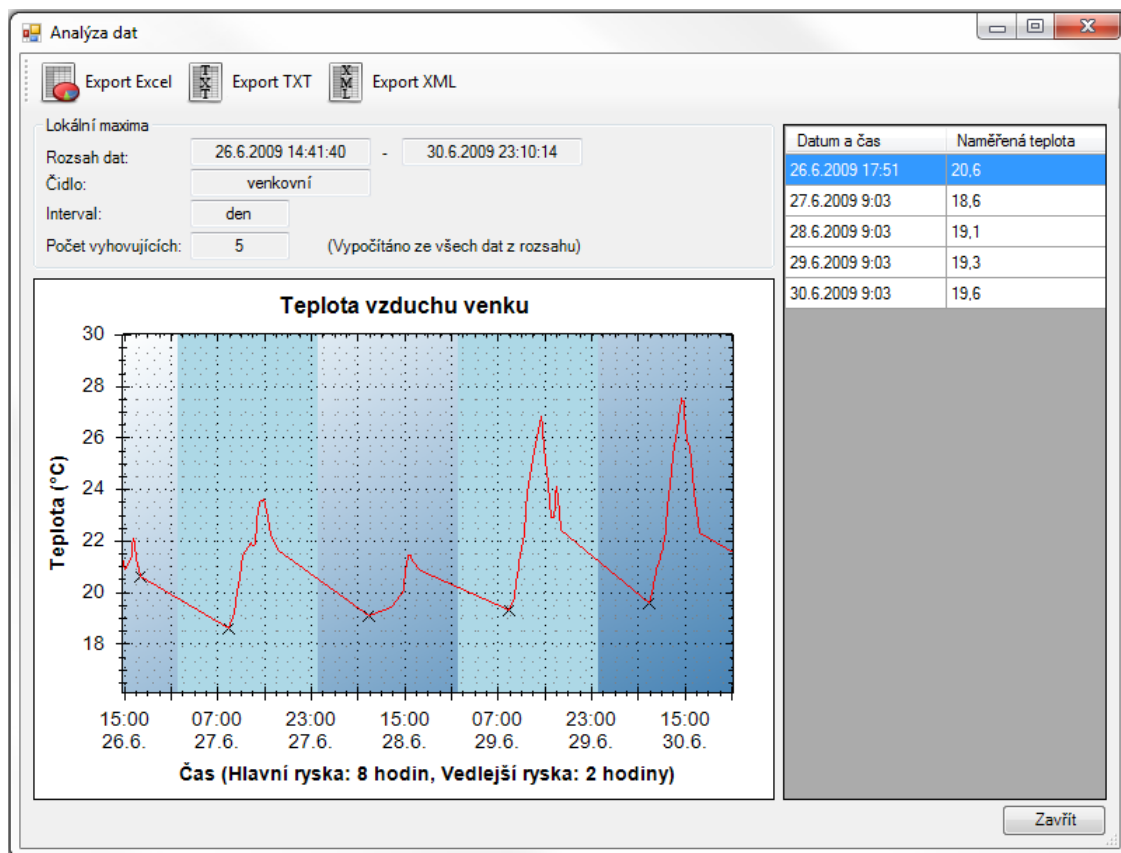 Analýza dat
Export Excel Export TXT Export XML
Lokální maxima
Rozsah dat: 26.6.2009 14:41:40 - 30.6.2009 23:10:14
Čidlo: venkovní
Interval: den
Počet vyhovujících: 5 (Vypočítáno ze všech dat z rozsahu)
Datum a čas Naměřená teplota
26.6.2009 17:51 20,6
27.6.2009 9:03 18,6
28.6.2009 9:03 19,1
29.6.2009 9:03 19,3
30.6.2009 9:03 19,6
Teplota vzduchu venku
Teplota (°C)
30
28
26
24
22
20
18
15:00 07:00 23:00 15:00 07:00 23:00 15:00
26.6. 27.6. 27.6. 28.6. 29.6. 29.6. 30.6.
Čas (Hlavní ryska: 8 hodin, Vedlejší ryska: 2 hodiny)
Zavřít